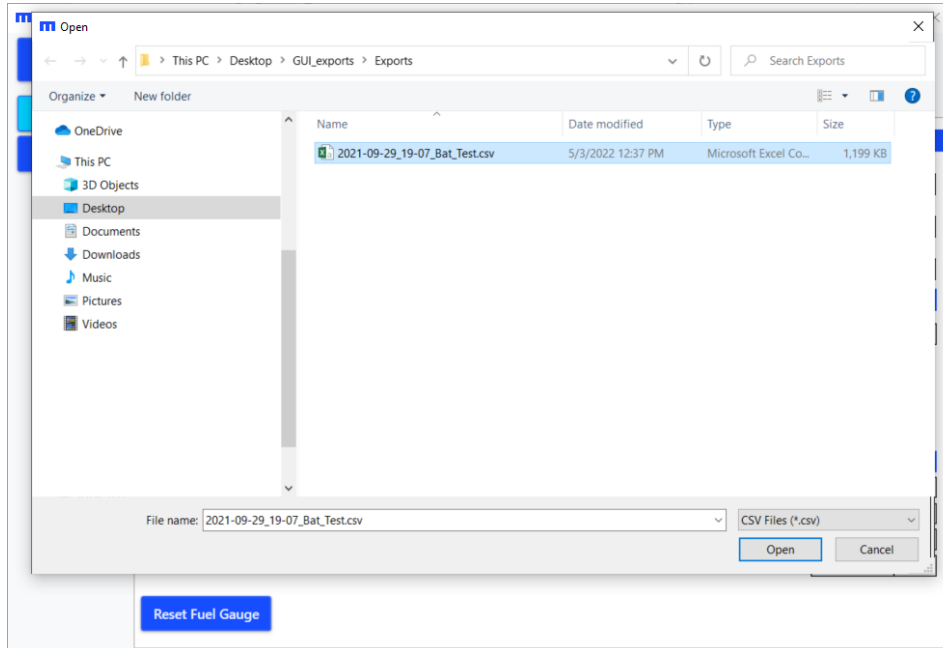 m Open
This PC > Desktop > GUI_exports > Exports
Search Exports
Organize
New folder
OneDrive
This PC
3D Objects
Desktop
Documents
Downloads
Music
Pictures
Videos
Name Date modified Type Size
2021-09-29_19-07_Bat_Test.csv 5/3/2022 12:37 PM Microsoft Excel Co... 1,199 KB
File name: 2021-09-29_19-07_Bat_Test.csv CSV Files (*.csv)
Open Cancel
Reset Fuel Gauge